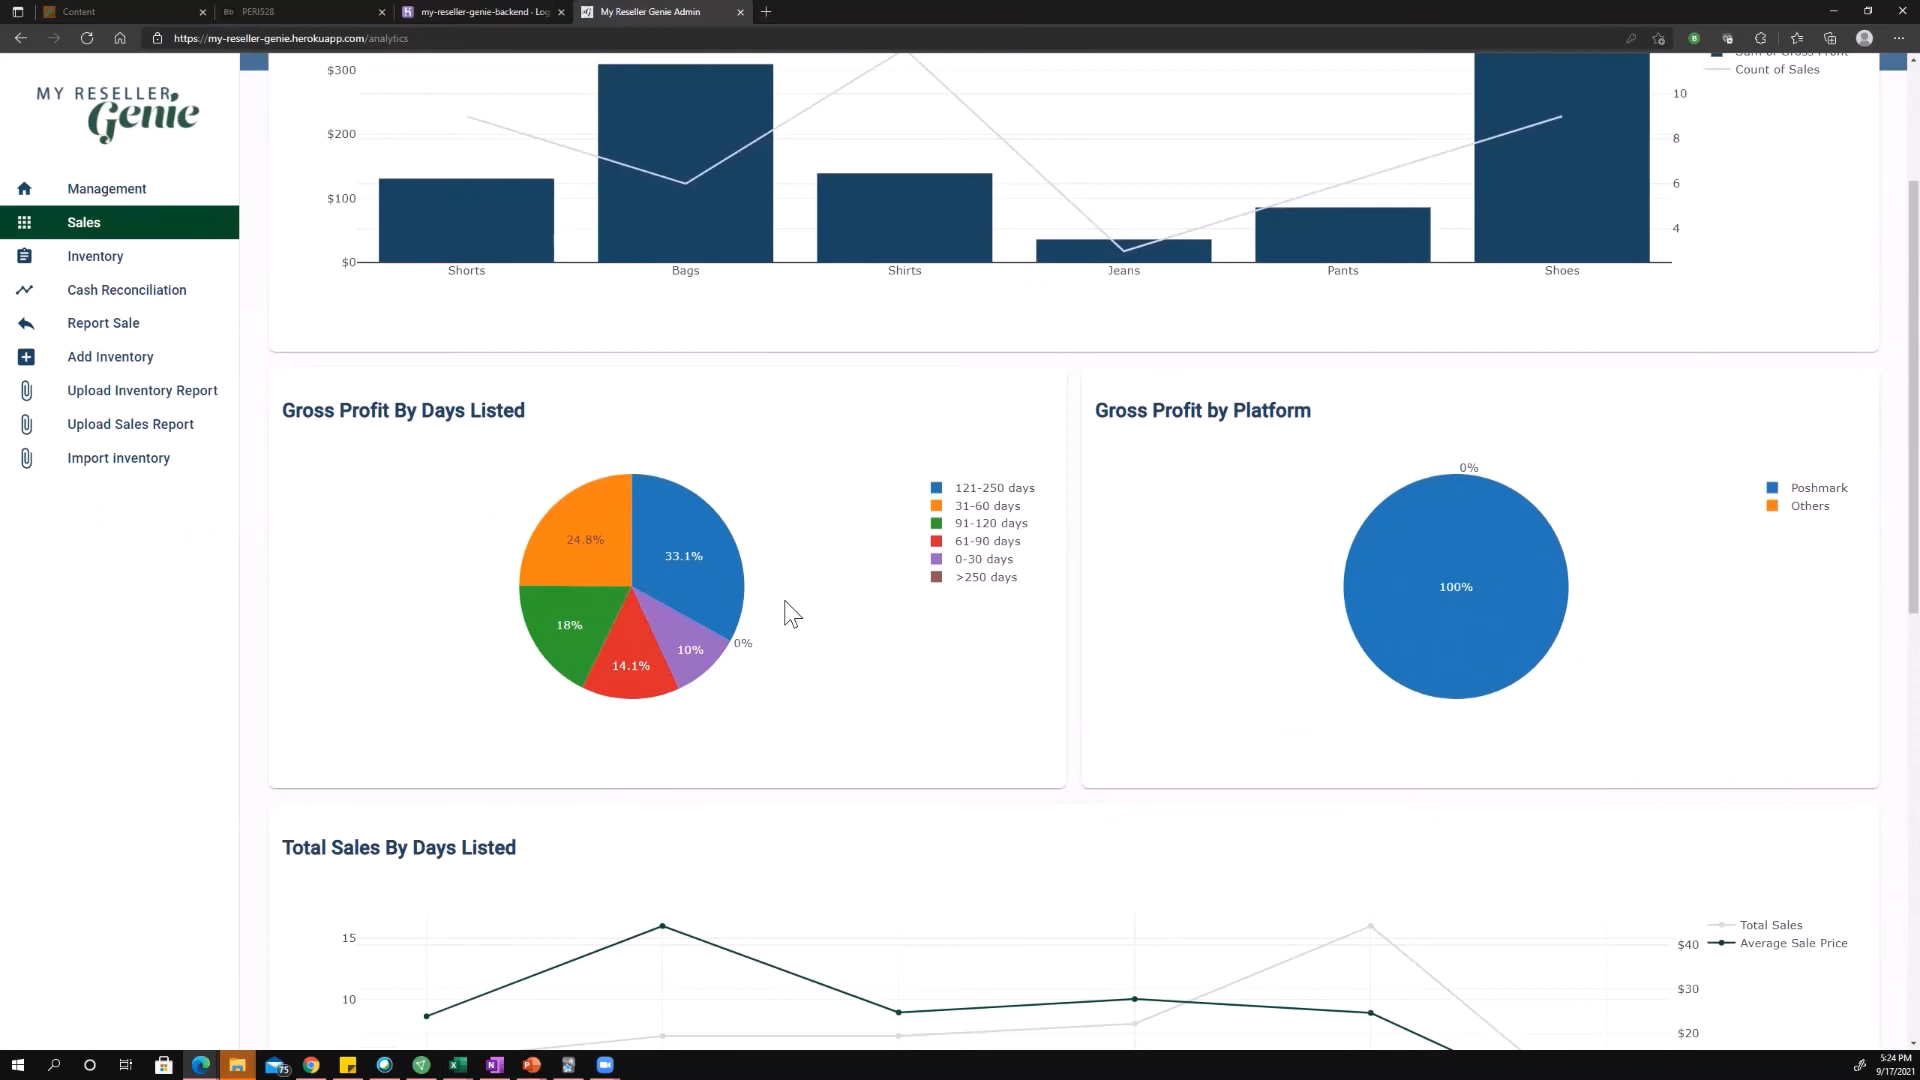 Content
Bb PERI528
my-reseller-genie-backend - Log
My Reseller Genie Admin
https://my-reseller-genie.herokuapp.com/analytics
MY RESELLER
Genie
Management
Sales
Inventory
Cash Reconciliation
Report Sale
Add Inventory
Upload Inventory Report
Upload Sales Report
Import inventory
Sum of Gross Profit
Count of Sales
$300
$200
$100
$0
10
8
6
4
Shorts
Bags
Shirts
Jeans
Pants
Shoes
Gross Profit By Days Listed
24.8%
33.1%
18%
14.1%
10%
0%
121-250 days
31-60 days
91-120 days
61-90 days
0-30 days
>250 days
Gross Profit by Platform
0%
100%
Poshmark
Others
Total Sales By Days Listed
15
10
$40
$30
$20
Total Sales
Average Sale Price
75
5:24 PM
9/17/2021